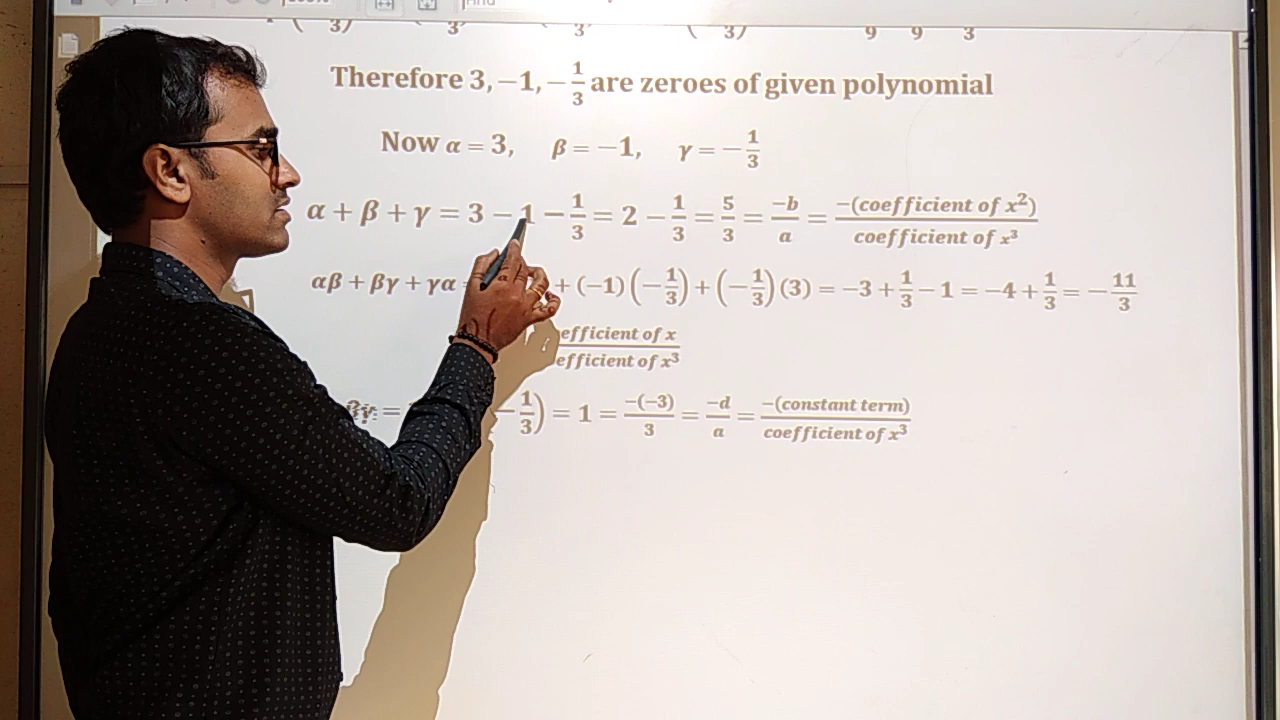 Therefore 3, −1, −1/3 are zeroes of given polynomial
Now α = 3, β = −1, γ = −1/3
α + β + γ = 3 − 1 − 1/3 = 2 − 1/3 = 5/3 = −b/a = −(coefficient of x²)/coefficient of x³
αβ + βγ + γα + (−1)(−1/3) + (−1/3)(3) = −3 + 1/3 − 1 = −4 + 1/3 = −11/3
efficient of x/efficient of x³
βγ = −1/3) = 1 = −(−3)/3 = −d/a = −(constant term)/coefficient of x³